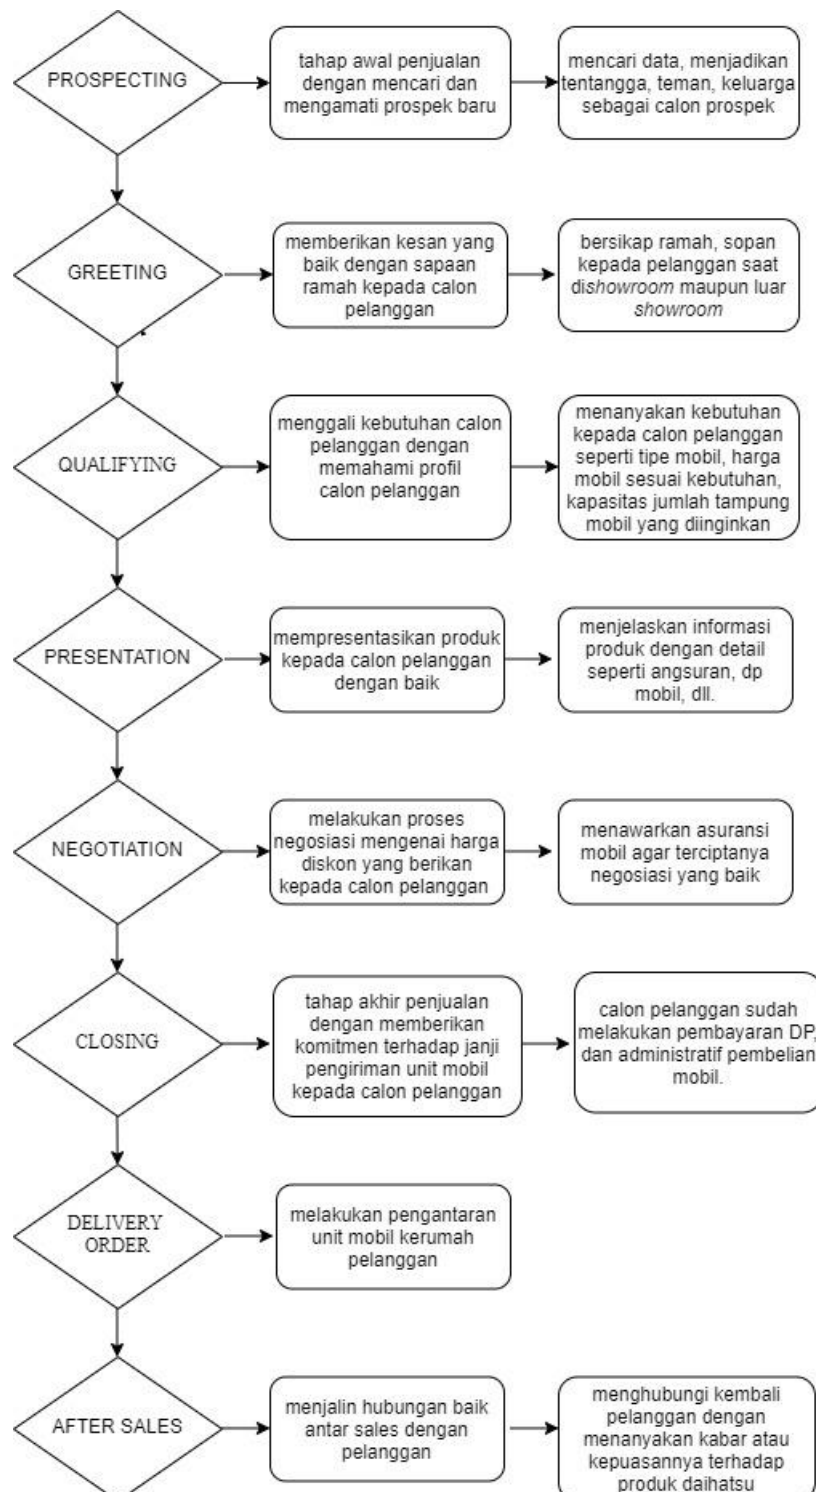 PROSPECTING
tahap awal penjualan
dengan mencari dan
mengamati prospek baru
mencari data, menjadikan
tentangga, teman, keluarga
sebagai calon prospek
GREETING
memberikan kesan yang
baik dengan sapaan
ramah kepada calon
pelanggan
bersikap ramah, sopan
kepada pelanggan saat
dishowroom maupun luar
showroom
QUALIFYING
menggali kebutuhan calon
pelanggan dengan
memahami profil
calon pelanggan
menanyakan kebutuhan
kepada calon pelanggan
seperti tipe mobil, harga
mobil sesuai kebutuhan,
kapasitas jumlah tampung
mobil yang diinginkan
PRESENTATION
mempresentasikan produk
kepada calon pelanggan
dengan baik
menjelaskan informasi
produk dengan detail
seperti angsuran, dp
mobil, dll.
NEGOTIATION
melakukan proses
negosiasi mengenai harga
diskon yang berikan
kepada calon pelanggan
menawarkan asuransi
mobil agar terciptanya
negosiasi yang baik
CLOSING
tahap akhir penjualan
dengan memberikan
komitmen terhadap janji
pengiriman unit mobil
kepada calon pelanggan
calon pelanggan sudah
melakukan pembayaran DP,
dan administratif pembelian
mobil.
DELIVERY
ORDER
melakukan pengantaran
unit mobil kerumah
pelanggan
AFTER SALES
menjalin hubungan baik
antar sales dengan
pelanggan
menghubungi kembali
pelanggan dengan
menanyakan kabar atau
kepuasannya terhadap
produk daihatsu